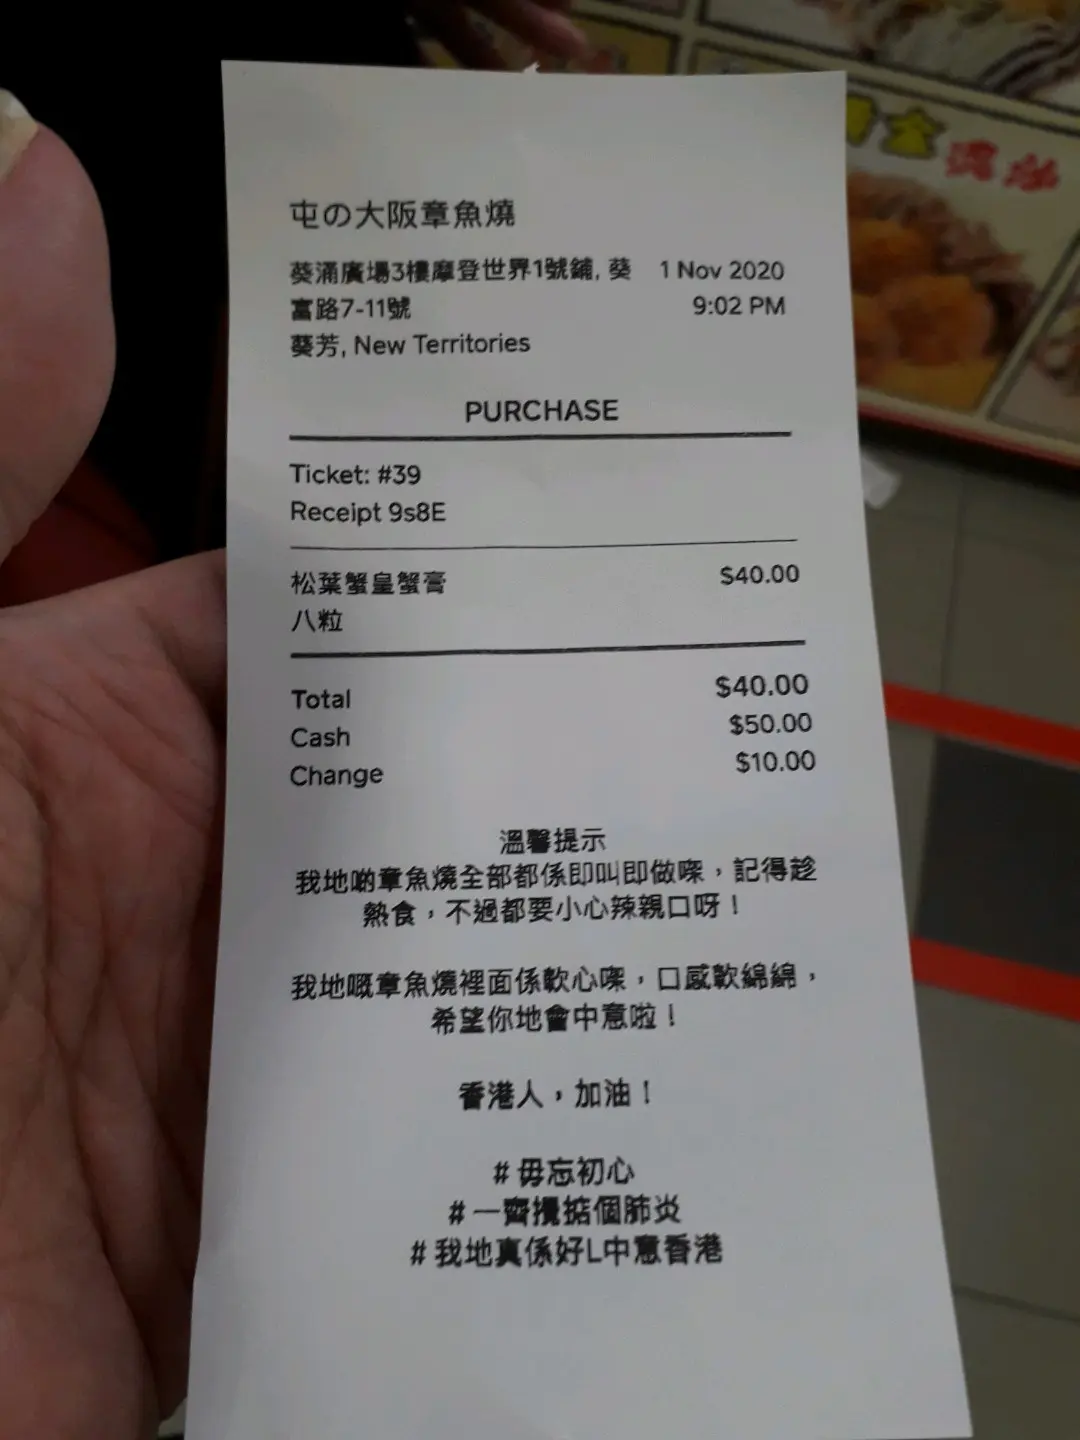 屯の大阪章魚燒
葵涌廣場3樓摩登世界1號鋪, 葵
富路7-11號
葵芳, New Territories
1 Nov 2020
9:02 PM
PURCHASE
Ticket: #39
Receipt 9s8E
松葉蟹皇蟹膏 $40.00
八粒
Total $40.00
Cash $50.00
Change $10.00
溫馨提示
我地啲章魚燒全部都係即叫即做㗎，記得趁
熱食，不過都要小心辣親口呀！
我地嘅章魚燒裡面係軟心㗎，口感軟綿綿，
希望你地會中意啦！
香港人，加油！
# 毋忘初心
# 一齊攪掂個肺炎
# 我地真係好L中意香港